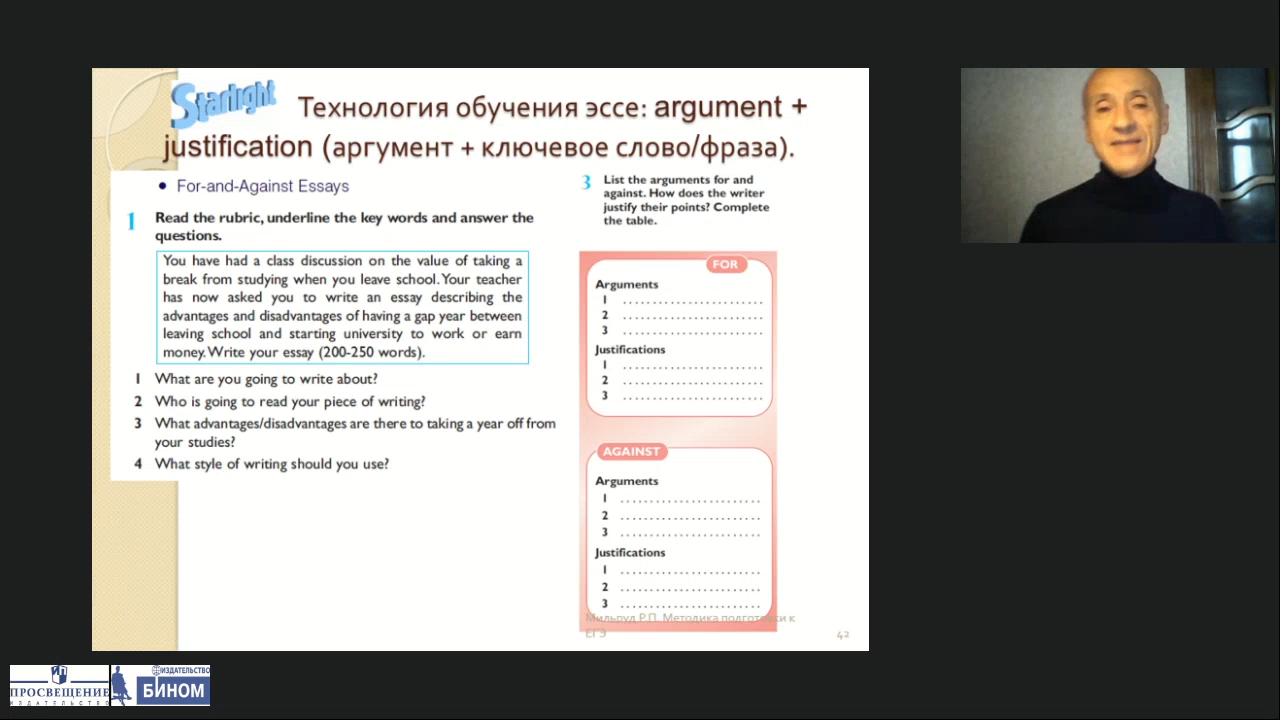 Starlight
Технология обучения эссе: argument +
justification (аргумент + ключевое слово/фраза).
• For-and-Against Essays
1 Read the rubric, underline the key words and answer the
questions.
You have had a class discussion on the value of taking a
break from studying when you leave school. Your teacher
has now asked you to write an essay describing the
advantages and disadvantages of having a gap year between
leaving school and starting university to work or earn
money. Write your essay (200-250 words).
1 What are you going to write about?
2 Who is going to read your piece of writing?
3 What advantages/disadvantages are there to taking a year off from
your studies?
4 What style of writing should you use?
3 List the arguments for and
against. How does the writer
justify their points? Complete
the table.
FOR
Arguments
1 ........................
2 ........................
3 ........................
Justifications
1 ........................
2 ........................
3 ........................
AGAINST
Arguments
1 ........................
2 ........................
3 ........................
Justifications
1 ........................
2 ........................
3 ........................
Мильруд Р.П. Методика подготовки к
ЕГЭ
42
ПРОСВЕЩЕНИЕ
ИЗДАТЕЛЬСТВО
ИЗДАТЕЛЬСТВО
БИНОМ